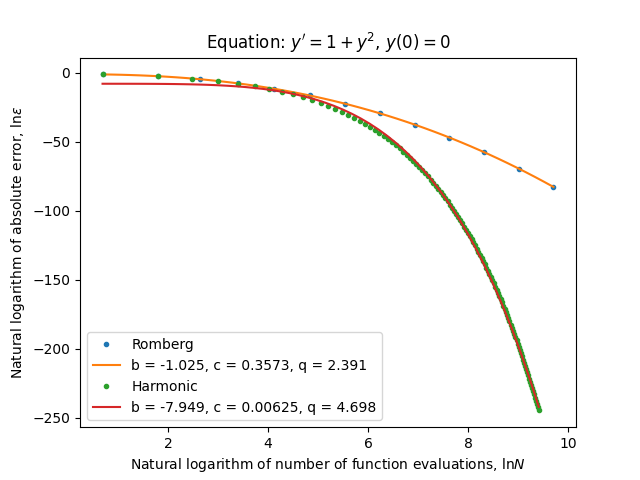 Equation: y′ = 1 + y², y(0) = 0
Natural logarithm of absolute error, lnε
0
−50
−100
−150
−200
−250
Romberg
b = -1.025, c = 0.3573, q = 2.391
Harmonic
b = -7.949, c = 0.00625, q = 4.698
2 4 6 8 10
Natural logarithm of number of function evaluations, lnN